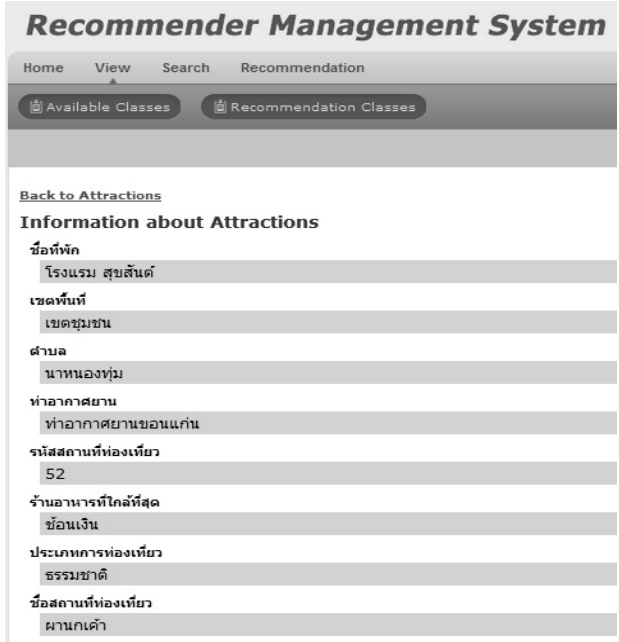 Recommender Management System
Home View Search Recommendation
Available Classes Recommendation Classes
Back to Attractions
Information about Attractions
ชื่อที่พัก
โรงแรม สุขสันต์
เขตพื้นที่
เขตชุมชน
ตำบล
นาหนองทุ่ม
ท่าอากาศยาน
ท่าอากาศยานขอนแก่น
รหัสสถานที่ท่องเที่ยว
52
ร้านอาหารที่ใกล้ที่สุด
ช้อนเงิน
ประเภทการท่องเที่ยว
ธรรมชาติ
ชื่อสถานที่ท่องเที่ยว
ผานกเค้า